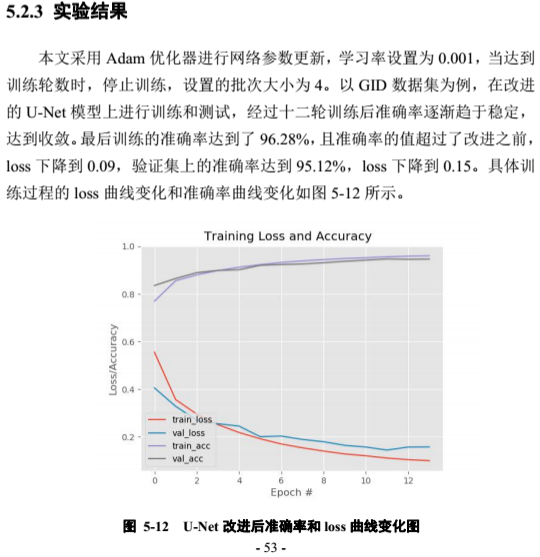 5.2.3 实验结果
本文采用 Adam 优化器进行网络参数更新，学习率设置为 0.001，当达到
训练轮数时，停止训练，设置的批次大小为 4。以 GID 数据集为例，在改进
的 U-Net 模型上进行训练和测试，经过十二轮训练后准确率逐渐趋于稳定，
达到收敛。最后训练的准确率达到了 96.28%，且准确率的值超过了改进之前，
loss 下降到 0.09，验证集上的准确率达到 95.12%，loss 下降到 0.15。具体训
练过程的 loss 曲线变化和准确率曲线变化如图 5-12 所示。
Training Loss and Accuracy
1.0
0.8
0.6
0.4
0.2
Loss/Accuracy
train_loss
val_loss
train_acc
val_acc
0 2 4 6 8 10 12
Epoch #
图 5-12 U-Net 改进后准确率和 loss 曲线变化图
- 53 -